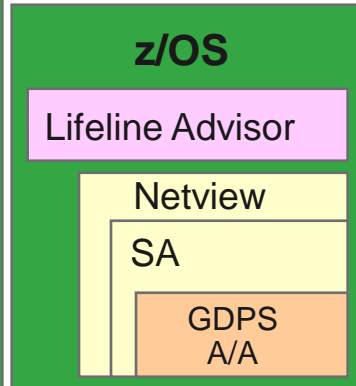 z/OS
Lifeline Advisor
Netview
SA
GDPS
A/A